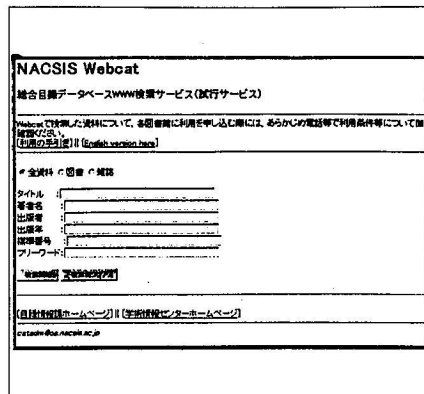 NACSIS Webcat
総合目録データベースWWW検索サービス(試行サービス)
Webcatで検索した資料について、各図書館に利用を申し込む際には、あらかじめ電話等で利用条件等について御
確認ください。
[利用の手引き] || [English version here]
全資料 図書 雑誌
タイトル :
著者名 :
出版者 :
出版年 :
標準番号 :
フリーワード:
[目録情報課ホームページ] || [学術情報センターホームページ]
catadm@op.nacsis.ac.jp